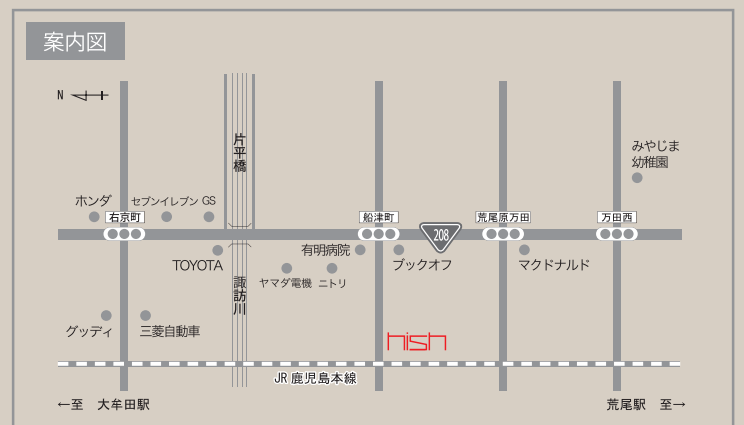 案内図
N
片平橋
みやじま
幼稚園
ホンダ
セブンイレブン GS
右京町
船津町
荒尾原万田
万田西
208
TOYOTA
有明病院
ブックオフ
マクドナルド
ヤマダ電機
ニトリ
諏訪川
グッディ
三菱自動車
hish
JR 鹿児島本線
←至 大牟田駅
荒尾駅 至→